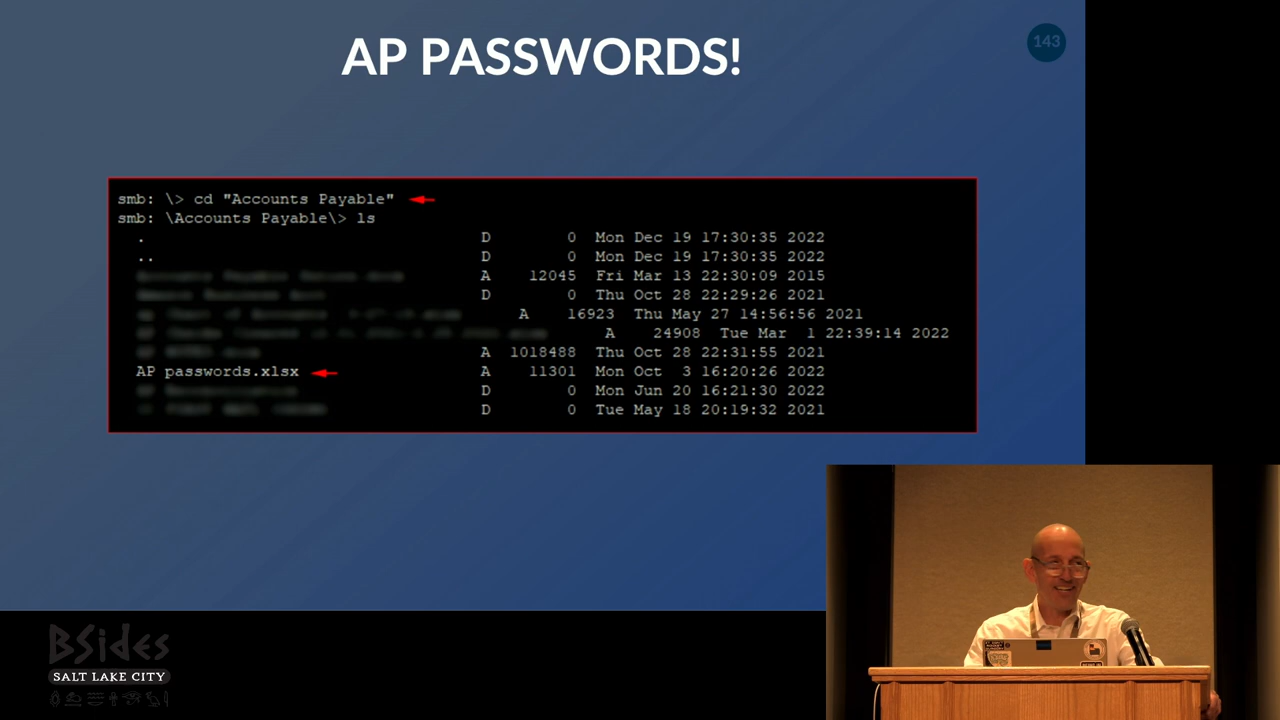 AP PASSWORDS!
143
smb: \> cd "Accounts Payable"
smb: \Accounts Payable\> ls
. D 0 Mon Dec 19 17:30:35 2022
.. D 0 Mon Dec 19 17:30:35 2022
A 12045 Fri Mar 13 22:30:09 2015
D 0 Thu Oct 28 22:29:26 2021
A 16923 Thu May 27 14:56:56 2021
A 24908 Tue Mar 1 22:39:14 2022
A 1018488 Thu Oct 28 22:31:55 2021
AP passwords.xlsx A 11301 Mon Oct 3 16:20:26 2022
D 0 Mon Jun 20 16:21:30 2022
D 0 Tue May 18 20:19:32 2021
BSides
SALT LAKE CITY